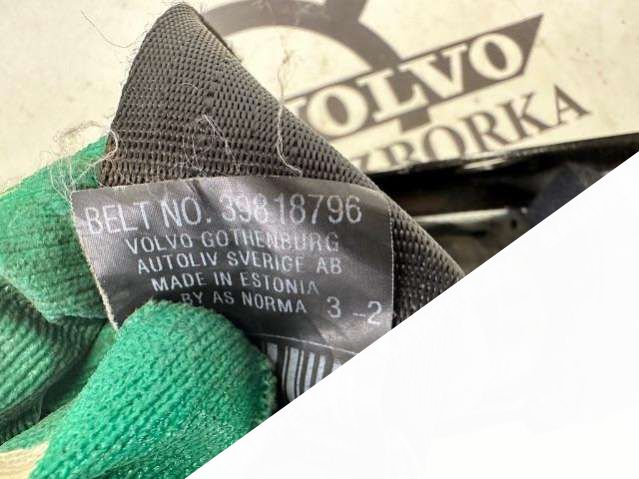 VOLVO
ZBORKA
BELT NO. 39818796
VOLVO GOTHENBURG
AUTOLIV SVERIGE AB
MADE IN ESTONIA
BY AS NORMA 3 -2